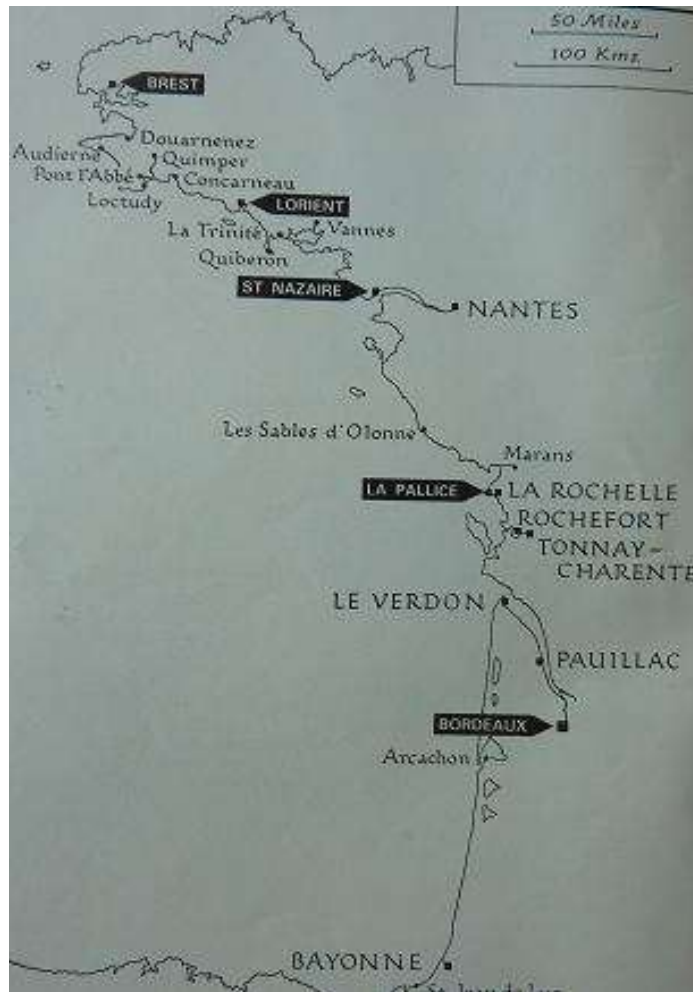 50 Miles
100 Kms.
BREST
Douarnenez
Audierne
Quimper
Pont l'Abbé
Concarneau
Loctudy
LORIENT
La Trinité
Vannes
Quiberon
ST NAZAIRE
NANTES
Les Sables d'Olonne
Marans
LA PALLICE
LA ROCHELLE
ROCHEFORT
TONNAY-
CHARENTE
LE VERDON
PAUILLAC
BORDEAUX
Arcachon
BAYONNE